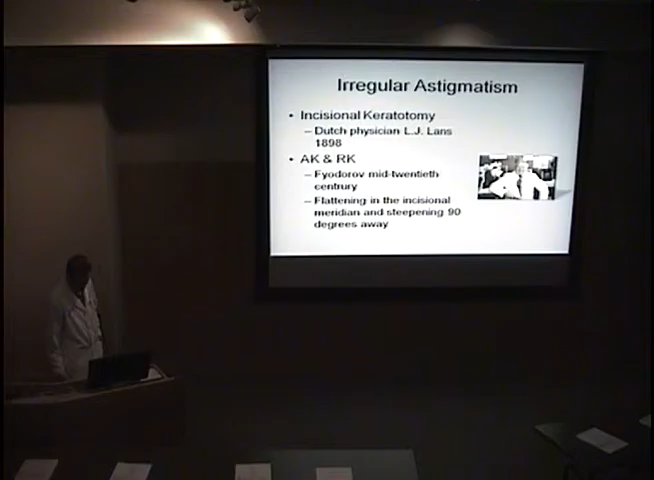 Irregular Astigmatism
• Incisional Keratotomy
– Dutch physician L.J. Lans
1898
• AK & RK
– Fyodorov mid-twentieth
centrury
– Flattening in the incisional
meridian and steepening 90
degrees away